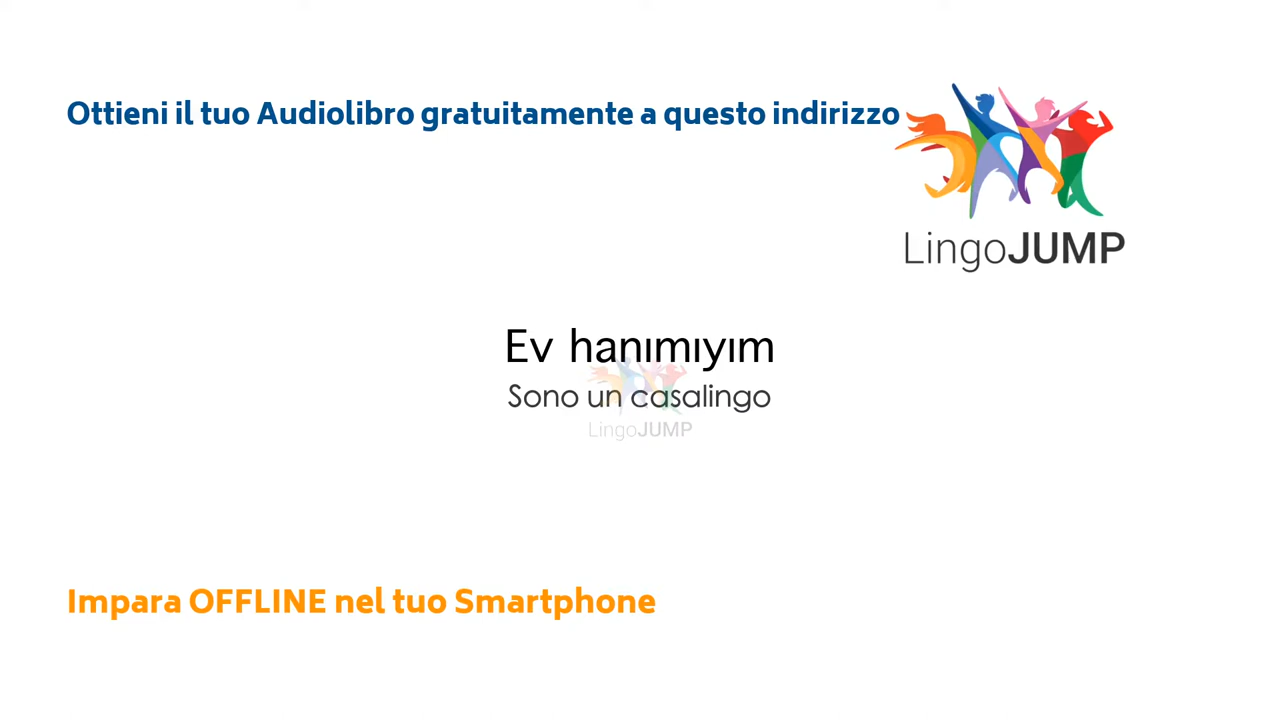 Ottieni il tuo Audiolibro gratuitamente a questo indirizzo
LingoJUMP
Ev hanımıyım
Sono un casalingo
LingoJUMP
Impara OFFLINE nel tuo Smartphone